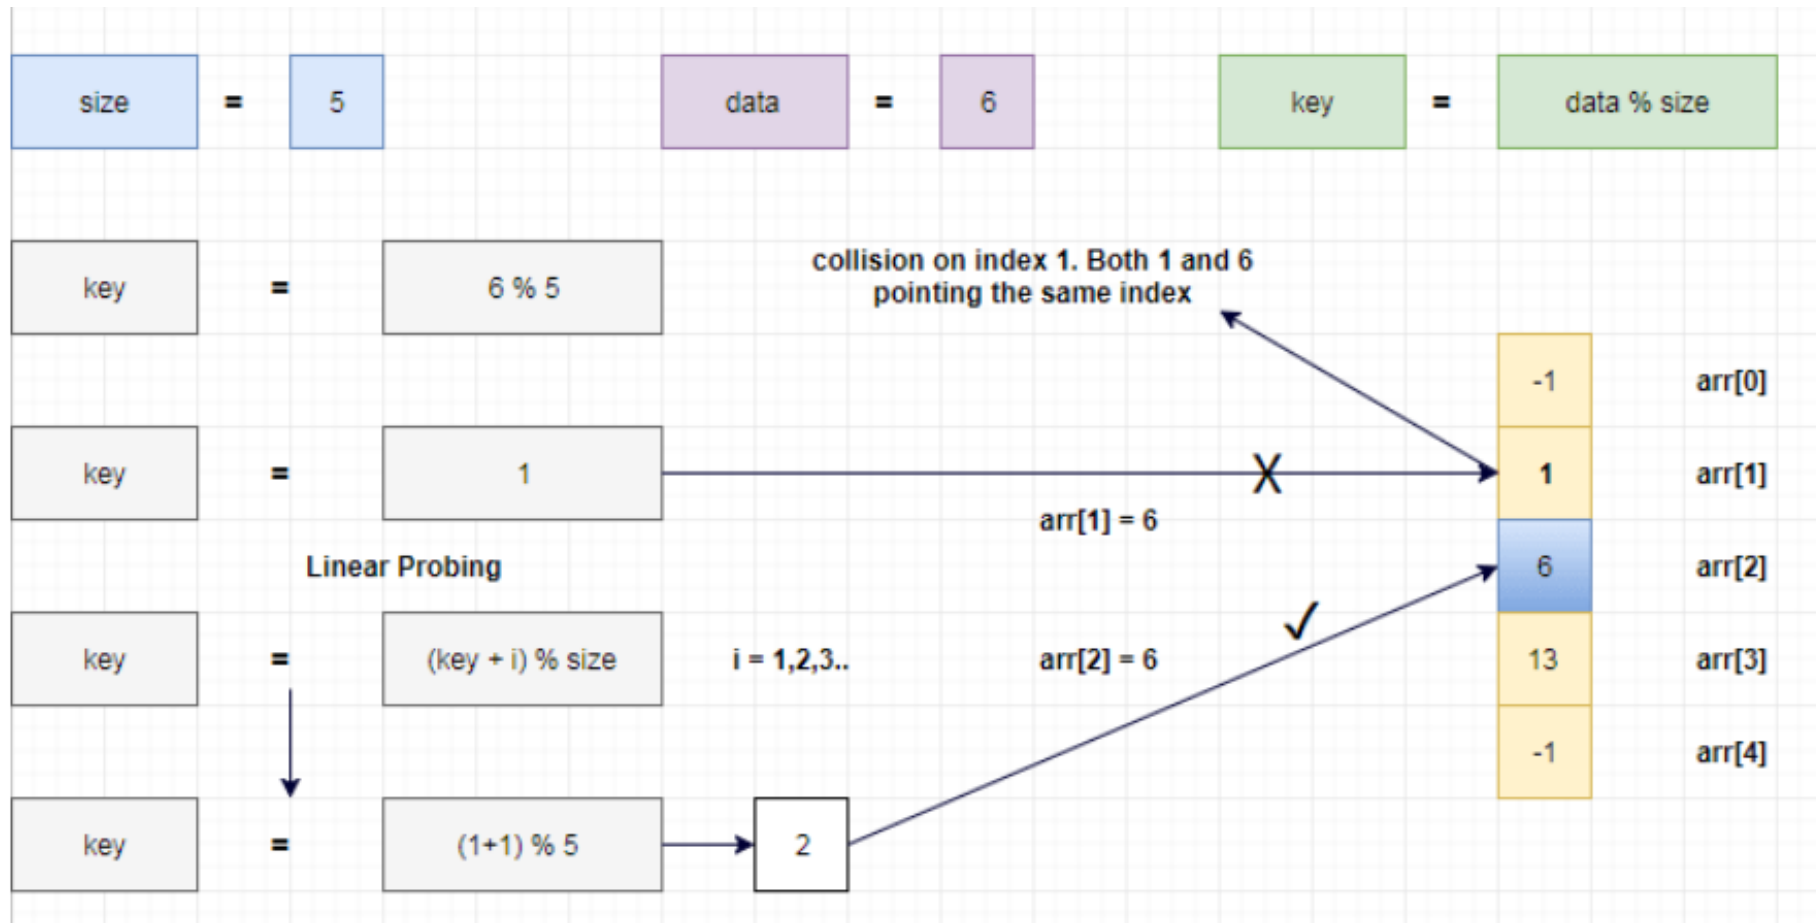 size = 5 data = 6 key = data % size
key = 6 % 5
collision on index 1. Both 1 and 6
pointing the same index
-1 arr[0]
key = 1 X 1 arr[1]
arr[1] = 6
Linear Probing 6 arr[2]
✓
key = (key + i) % size i = 1,2,3.. arr[2] = 6 13 arr[3]
-1 arr[4]
key = (1+1) % 5 2